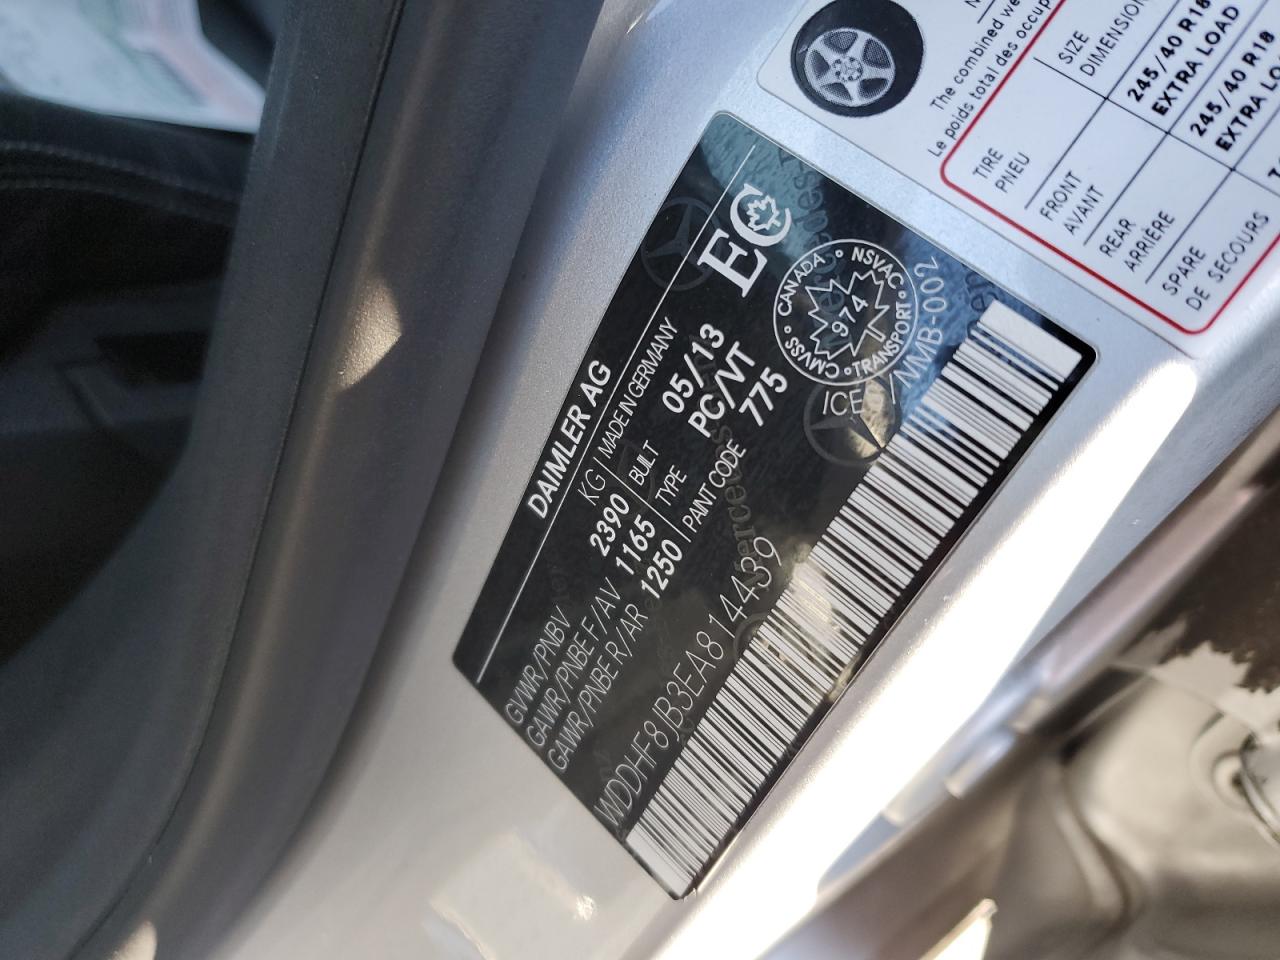 DAIMLER AG
KG MADE IN GERMANY
GVWR/PNBV 2390 BUILT 05/13
GAWR/PNBE F/AV 1165 TYPE PC/VT
GAWR/PNBE R/AR 1250 PAINT CODE 775
WDDHF8JB3EA814439
EC
CANADA • NSVAC • TRANSPORT • CMVSS •
974
ICES/NMB-002
The combined we
Le poids total des occup
TIRE
PNEU
SIZE
DIMENSION
FRONT
AVANT
245/40 R18
EXTRA LOAD
REAR
ARRIÈRE
245/40 R18
EXTRA LOA
SPARE
DE SECOURS